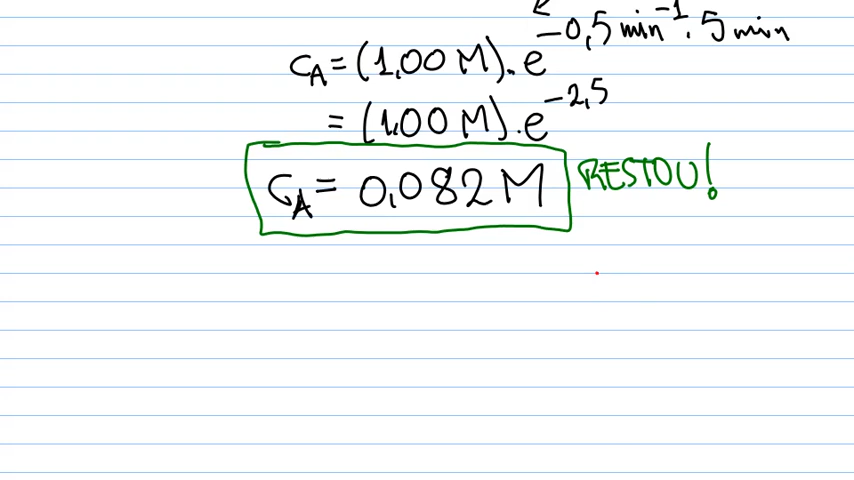 C_A = (1,00 M).e^-0,5 min^-1 . 5 min
= (1,00 M).e^-2,5
C_A = 0,082 M RESTOU!